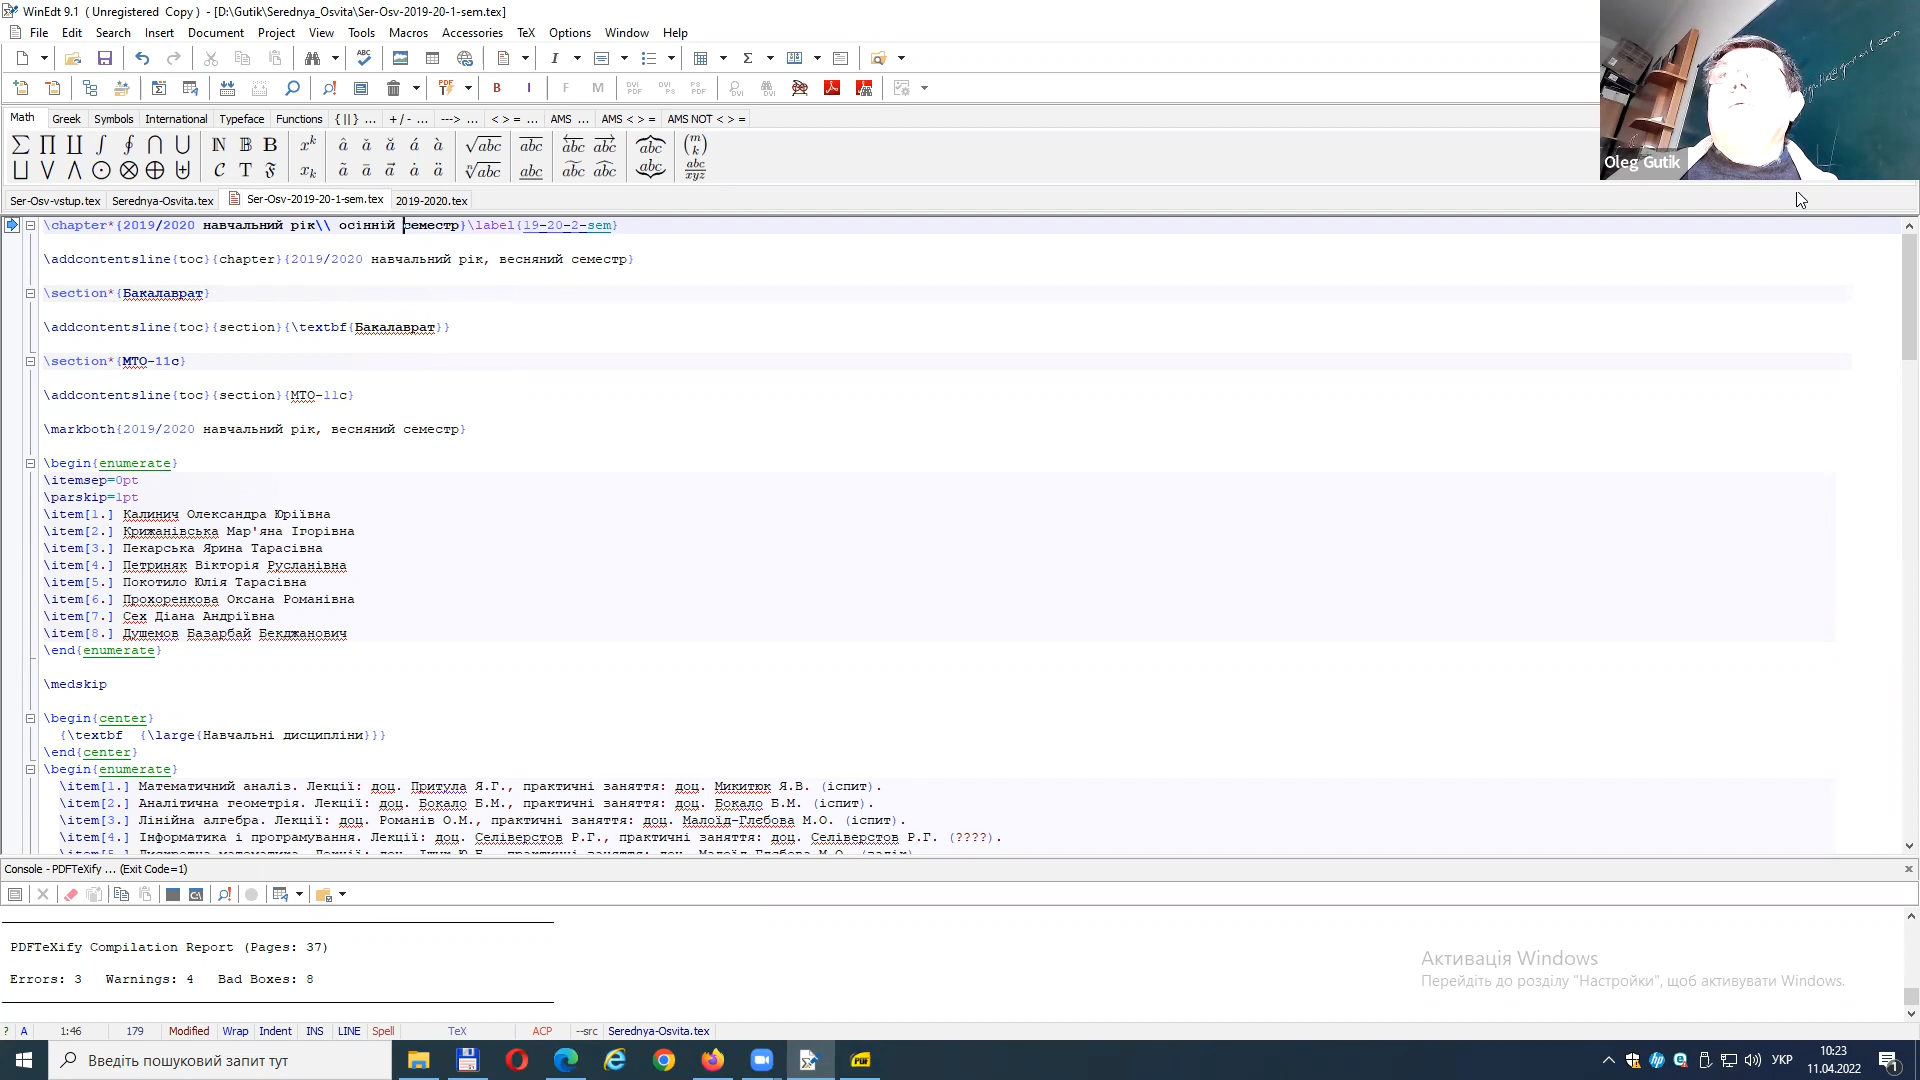 WinEdt 9.1 ( Unregistered Copy ) - [D:\Gutik\Serednya_Osvita\Ser-Osv-2019-20-1-sem.tex]
File Edit Search Insert Document Project View Tools Macros Accessories TeX Options Window Help
Math Greek Symbols International Typeface Functions { || } ... + / - ... ---> ... < > = ... AMS ... AMS < > = AMS NOT < > =
Oleg Gutik
Ser-Osv-vstup.tex Serednya-Osvita.tex Ser-Osv-2019-20-1-sem.tex 2019-2020.tex
\chapter*{2019/2020 навчальний рік\\ осінній семестр}\label{19-20-2-sem}
\addcontentsline{toc}{chapter}{2019/2020 навчальний рік, весняний семестр}
\section*{Бакалаврат}
\addcontentsline{toc}{section}{\textbf{Бакалаврат}}
\section*{МТО-11с}
\addcontentsline{toc}{section}{МТО-11с}
\markboth{2019/2020 навчальний рік, весняний семестр}
\begin{enumerate}
\itemsep=0pt
\parskip=1pt
\item[1.] Калинич Олександра Юріївна
\item[2.] Крижанівська Мар'яна Ігорівна
\item[3.] Пекарська Ярина Тарасівна
\item[4.] Петриняк Вікторія Русланівна
\item[5.] Покотило Юлія Тарасівна
\item[6.] Прохоренкова Оксана Романівна
\item[7.] Сех Діана Андріївна
\item[8.] Душемов Базарбай Бекджанович
\end{enumerate}
\medskip
\begin{center}
{\textbf {\large{Навчальні дисципліни}}}
\end{center}
\begin{enumerate}
\item[1.] Математичний аналіз. Лекції: доц. Притула Я.Г., практичні заняття: доц. Микитюк Я.В. (іспит).
\item[2.] Аналітична геометрія. Лекції: доц. Бокало Б.М., практичні заняття: доц. Бокало Б.М. (іспит).
\item[3.] Лінійна алгебра. Лекції: доц. Романів О.М., практичні заняття: доц. Малоїд-Глєбова М.О. (іспит).
\item[4.] Інформатика і програмування. Лекції: доц. Селіверстов Р.Г., практичні заняття: доц. Селіверстов Р.Г. (????).
Console - PDFTeXify ... (Exit Code=1)
PDFTeXify Compilation Report (Pages: 37)
Errors: 3 Warnings: 4 Bad Boxes: 8
Активація Windows
Перейдіть до розділу "Настройки", щоб активувати Windows.
? A 1:46 179 Modified Wrap Indent INS LINE Spell TeX ACP --src Serednya-Osvita.tex
Введіть пошуковий запит тут
УКР
10:23
11.04.2022